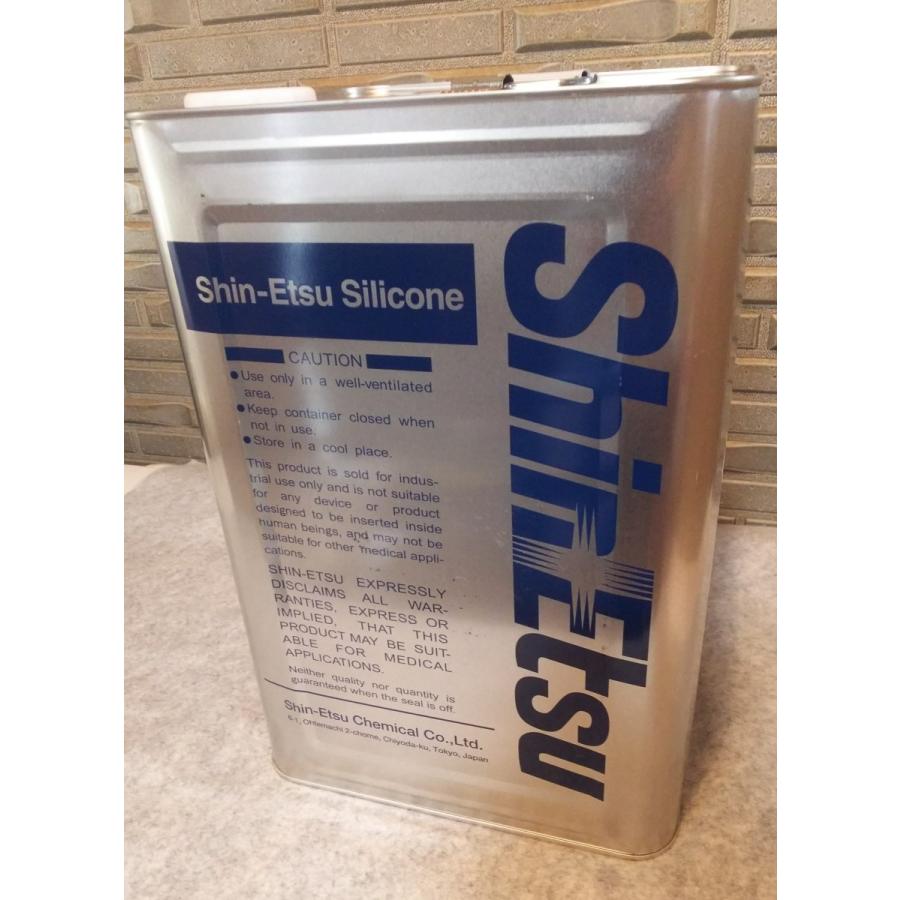 Shin-Etsu Silicone
CAUTION
●Use only in a well-ventilated
area.
●Keep container closed when
not in use.
●Store in a cool place.
This product is sold for indus-
trial use only and is not suitable
for any device or product
designed to be inserted inside
human beings, and may not be
suitable for other medical appli-
cations.
SHIN-ETSU EXPRESSLY
DISCLAIMS ALL WAR-
RANTIES, EXPRESS OR
IMPLIED, THAT THIS
PRODUCT MAY BE SUIT-
ABLE FOR MEDICAL
APPLICATIONS.
Neither quality nor quantity is
guaranteed when the seal is off.
Shin-Etsu Chemical Co.,Ltd.
6-1, Ohtemachi 2-chome, Chiyoda-ku, Tokyo, Japan
ShinEtsu